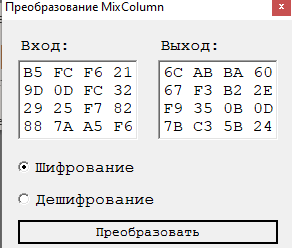 Преобразование MixColumn
Вход: Выход:
B5 FC F6 21 6C AB BA 60
9D 0D FC 32 67 F3 B2 2E
29 25 F7 82 F9 35 0B 0D
88 7A A5 F6 7B C3 5B 24
Шифрование
Дешифрование
Преобразовать